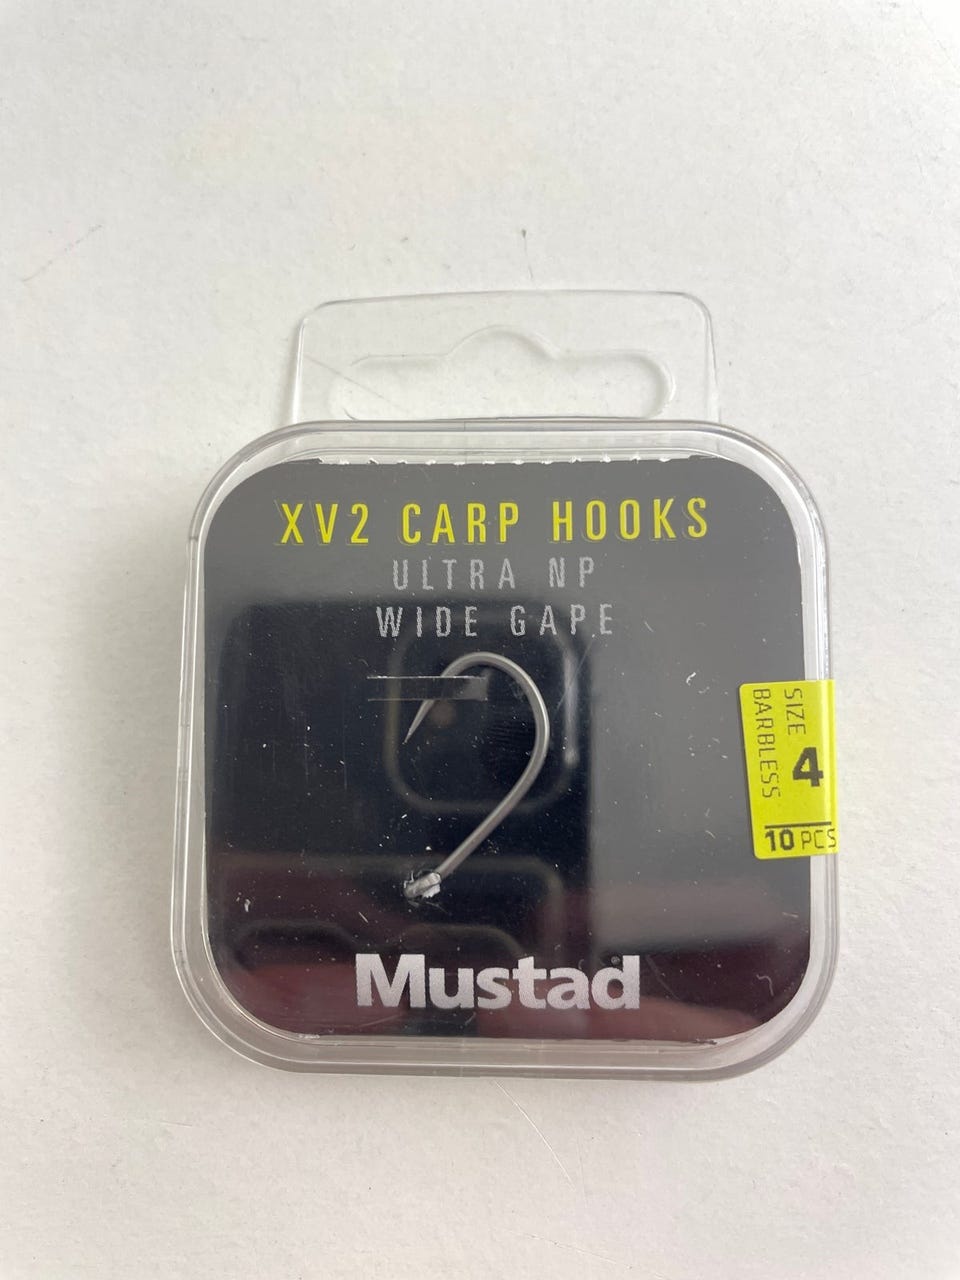 XV2 CARP HOOKS
ULTRA NP
WIDE GAPE
SIZE 4
BARBLESS
10 PCS
Mustad